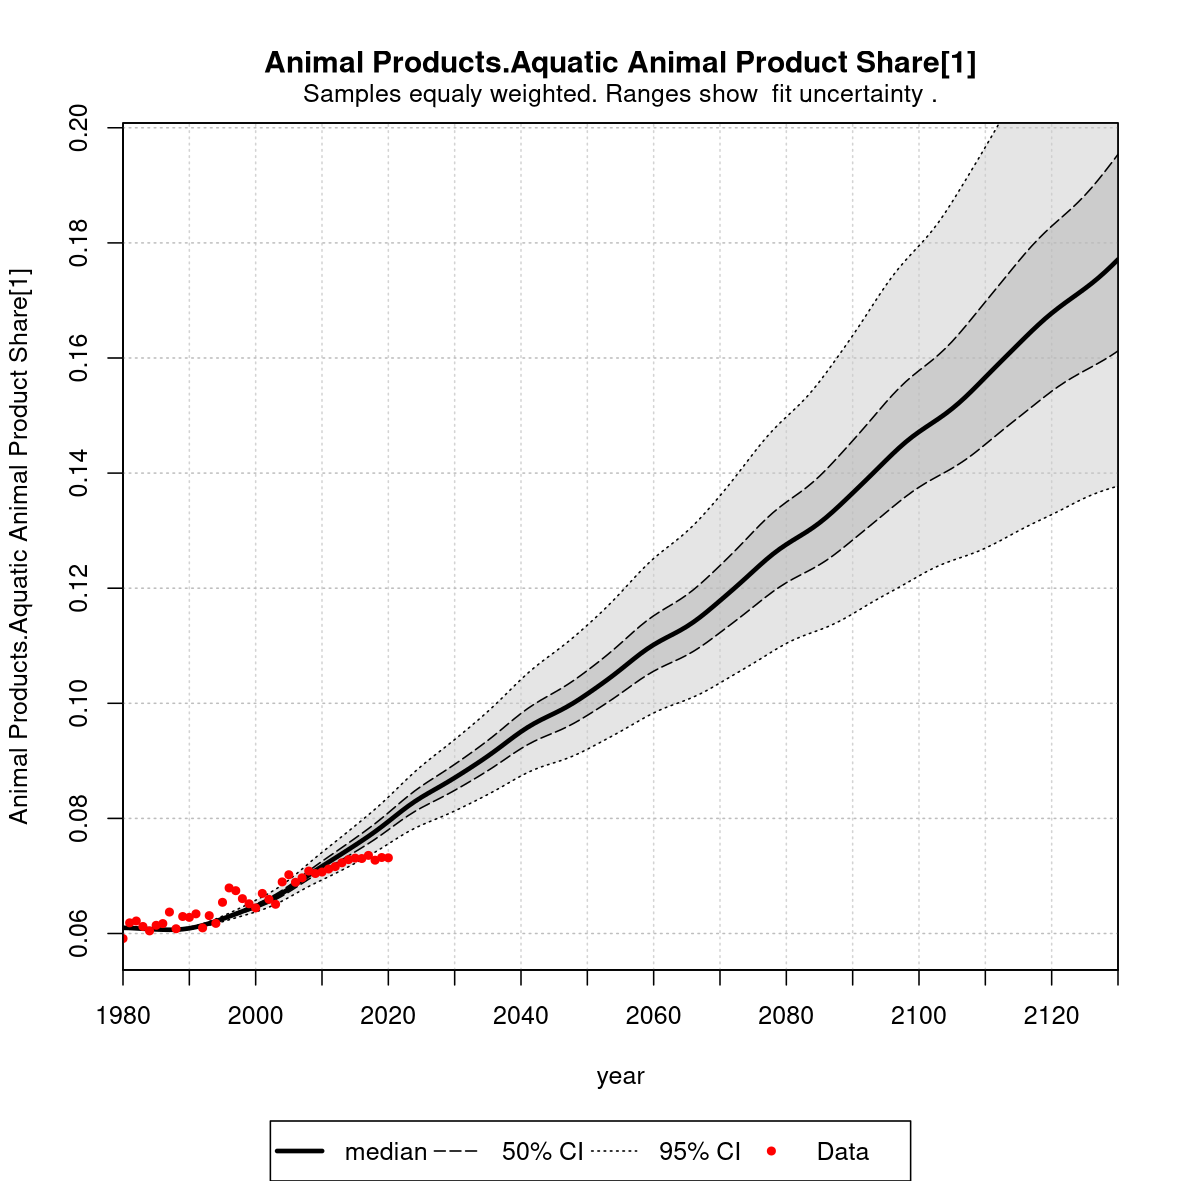 Animal Products.Aquatic Animal Product Share[1]
Samples equaly weighted. Ranges show  fit uncertainty .
Animal Products.Aquatic Animal Product Share[1]
0.20
0.18
0.16
0.14
0.12
0.10
0.08
0.06
1980 2000 2020 2040 2060 2080 2100 2120
year
median 50% CI 95% CI Data